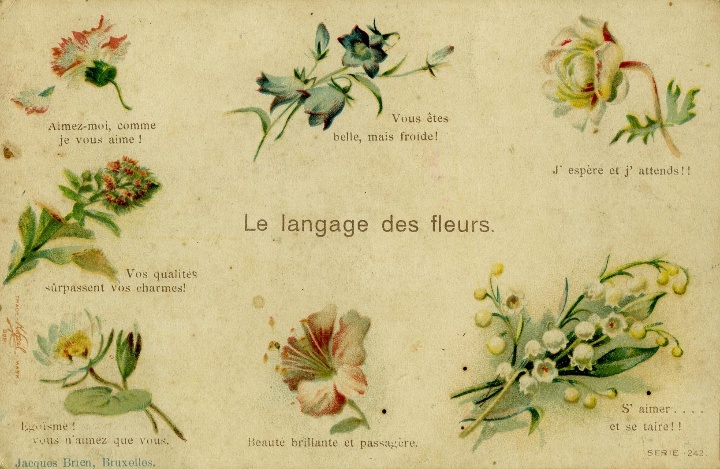 Aimez-moi, comme
je vous aime!
Vous êtes
belle, mais froide!
J' espère et j' attends!!
Le langage des fleurs.
Vos qualités
surpassent vos charmes!
Egoïsme!
vous n'aimez que vous.
Beauté brillante et passagère.
S' aimer....
et se taire!!
SERIE 242.
Jacques Brien, Bruxelles.